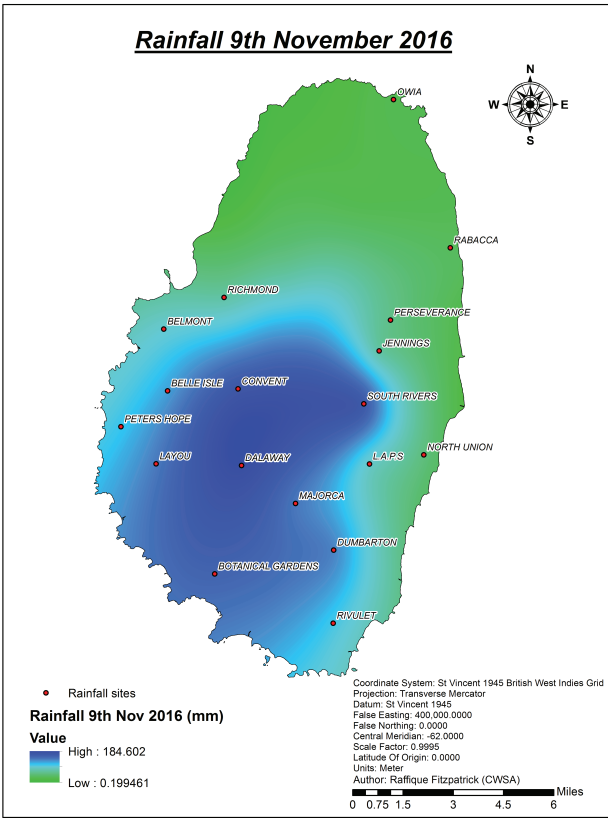 Rainfall 9th November 2016
N
W E
S
OWIA
RABACCA
RICHMOND
PERSEVERANCE
BELMONT
JENNINGS
BELLE ISLE
CONVENT
SOUTH RIVERS
PETERS HOPE
NORTH UNION
LAYOU
DALAWAY
L A P S
MAJORCA
DUMBARTON
BOTANICAL GARDENS
RIVULET
Rainfall sites
Rainfall 9th Nov 2016 (mm)
Value
High : 184.602
Low : 0.199461
Coordinate System: St Vincent 1945 British West Indies Grid
Projection: Transverse Mercator
Datum: St Vincent 1945
False Easting: 400,000.0000
False Northing: 0.0000
Central Meridian: -62.0000
Scale Factor: 0.9995
Latitude Of Origin: 0.0000
Units: Meter
Author: Raffique Fitzpatrick (CWSA)
Miles
0 0.75 1.5 3 4.5 6